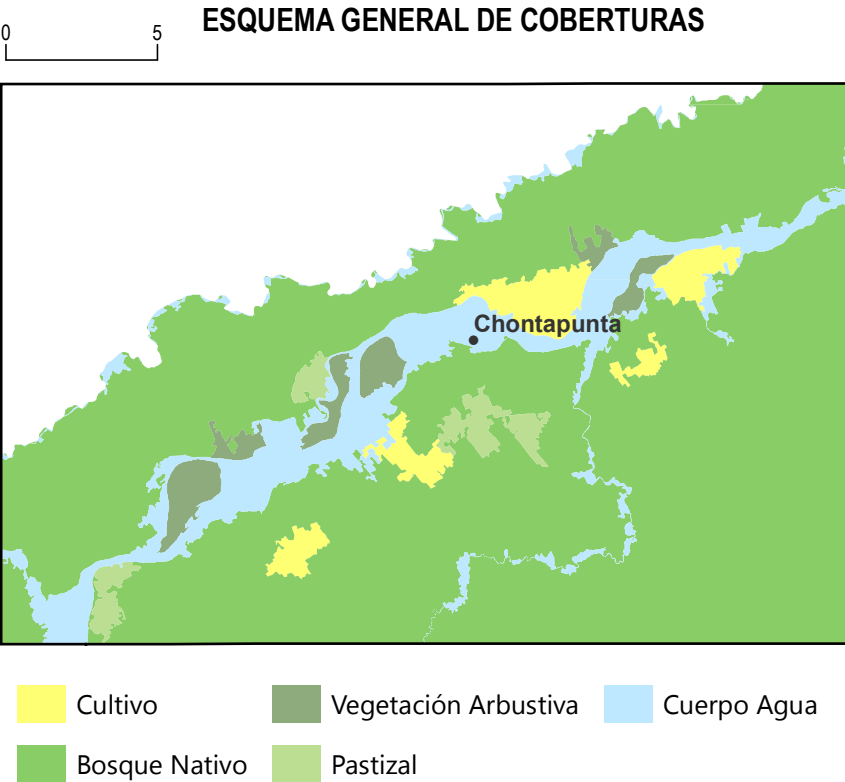 ESQUEMA GENERAL DE COBERTURAS
0 5
Chontapunta
Cultivo Vegetación Arbustiva Cuerpo Agua
Bosque Nativo Pastizal